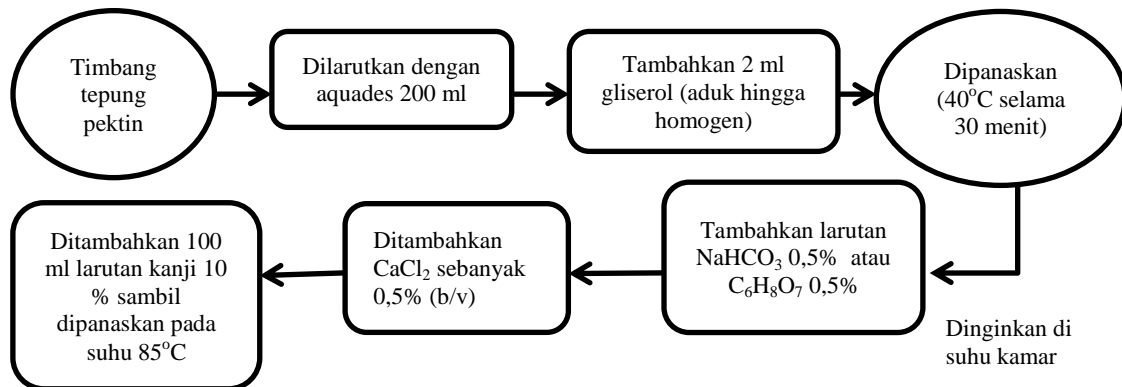 Timbang
tepung
pektin
Dilarutkan dengan
aquades 200 ml
Tambahkan 2 ml
gliserol (aduk hingga
homogen)
Dipanaskan
(40°C selama
30 menit)
Dinginkan di
suhu kamar
Tambahkan larutan
NaHCO₃ 0,5% atau
C₆H₈O₇ 0,5%
Ditambahkan
CaCl₂ sebanyak
0,5% (b/v)
Ditambahkan 100
ml larutan kanji 10
% sambil
dipanaskan pada
suhu 85°C